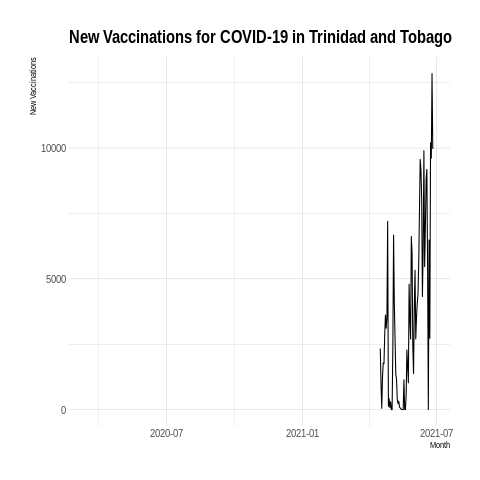 New Vaccinations for COVID-19 in Trinidad and Tobago
New Vaccinations
10000
5000
0
2020-07
2021-01
2021-07
Month